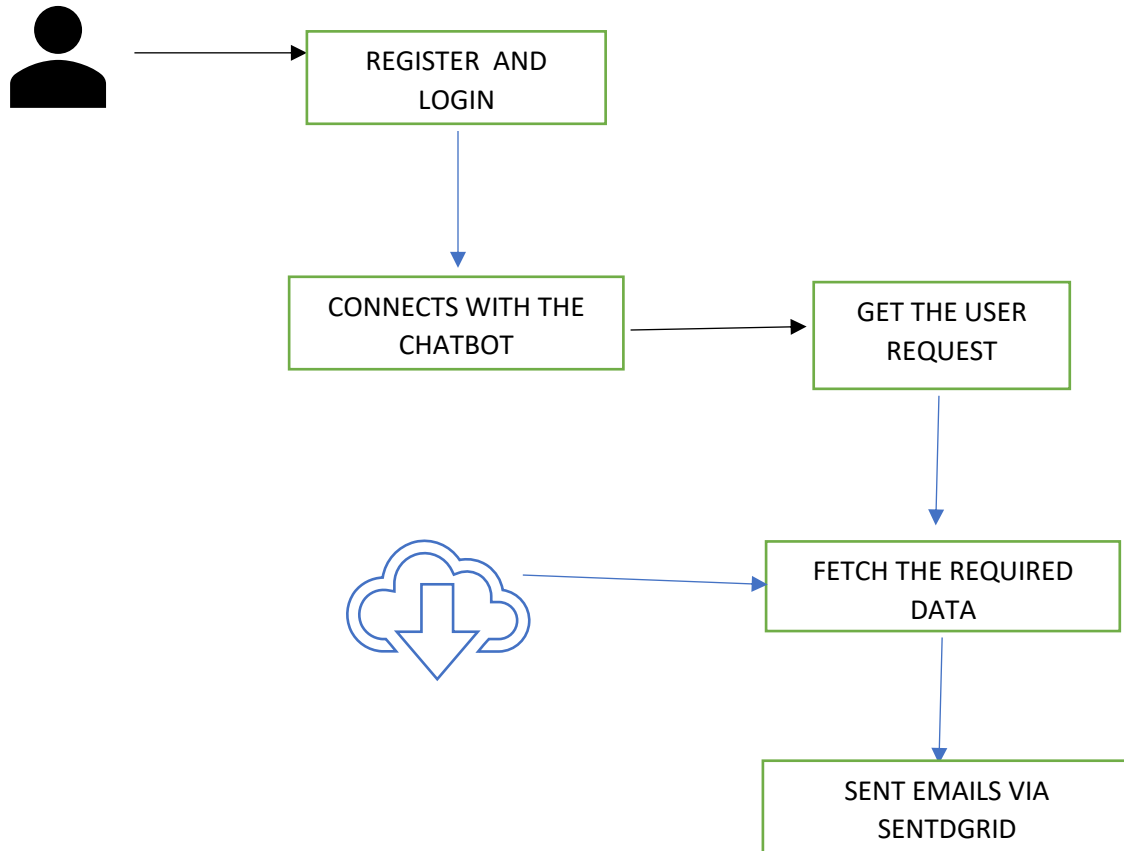 REGISTER  AND
LOGIN
CONNECTS WITH THE
CHATBOT
GET THE USER
REQUEST
FETCH THE REQUIRED
DATA
SENT EMAILS VIA
SENTDGRID